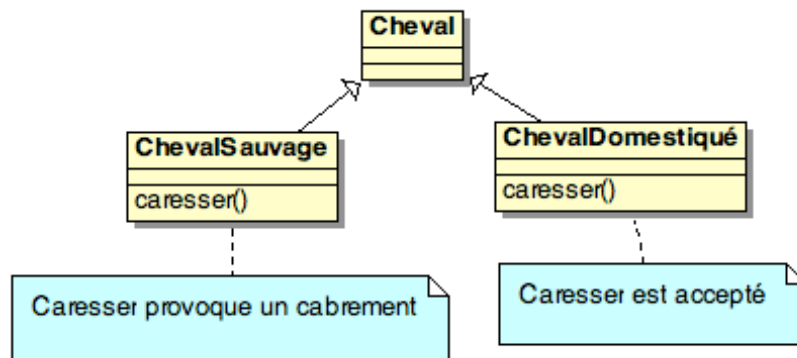 Cheval
ChevalSauvage
caresser()
ChevalDomestiqué
caresser()
Caresser provoque un cabrement
Caresser est accepté